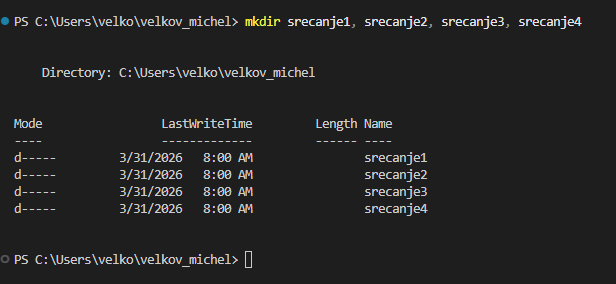 PS C:\Users\velko\velkov_michel> mkdir srecanje1, srecanje2, srecanje3, srecanje4
Directory: C:\Users\velko\velkov_michel
Mode LastWriteTime Length Name
---- ------------- ------ ----
d----- 3/31/2026 8:00 AM srecanje1
d----- 3/31/2026 8:00 AM srecanje2
d----- 3/31/2026 8:00 AM srecanje3
d----- 3/31/2026 8:00 AM srecanje4
PS C:\Users\velko\velkov_michel>